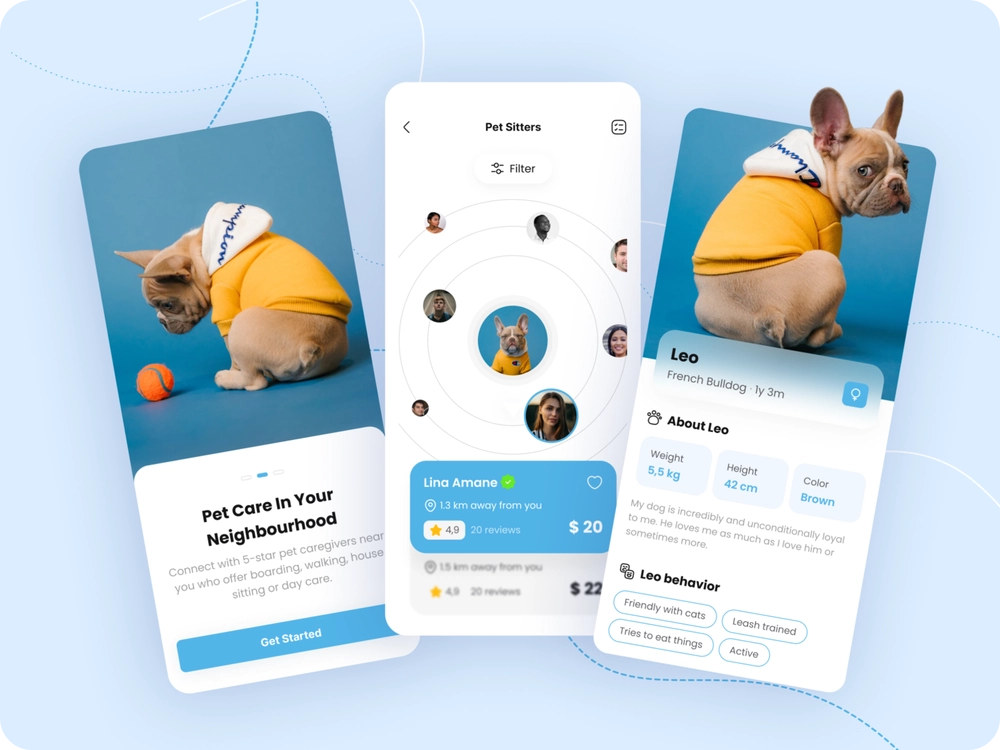 Champion
Pet Care In Your
Neighbourhood
Connect with 5-star pet caregivers near
you who offer boarding, walking, house
sitting or day care.
Get Started
Pet Sitters
Filter
Lina Amane
1.3 km away from you
4,9 20 reviews $ 20
1.5 km away from you
4,9 20 reviews $ 22
Leo
French Bulldog · 1y 3m
About Leo
Weight Height Color
5,5 kg 42 cm Brown
My dog is incredibly and unconditionally loyal
to me. He loves me as much as I love him or
sometimes more.
Leo behavior
Friendly with cats Leash trained
Tries to eat things Active